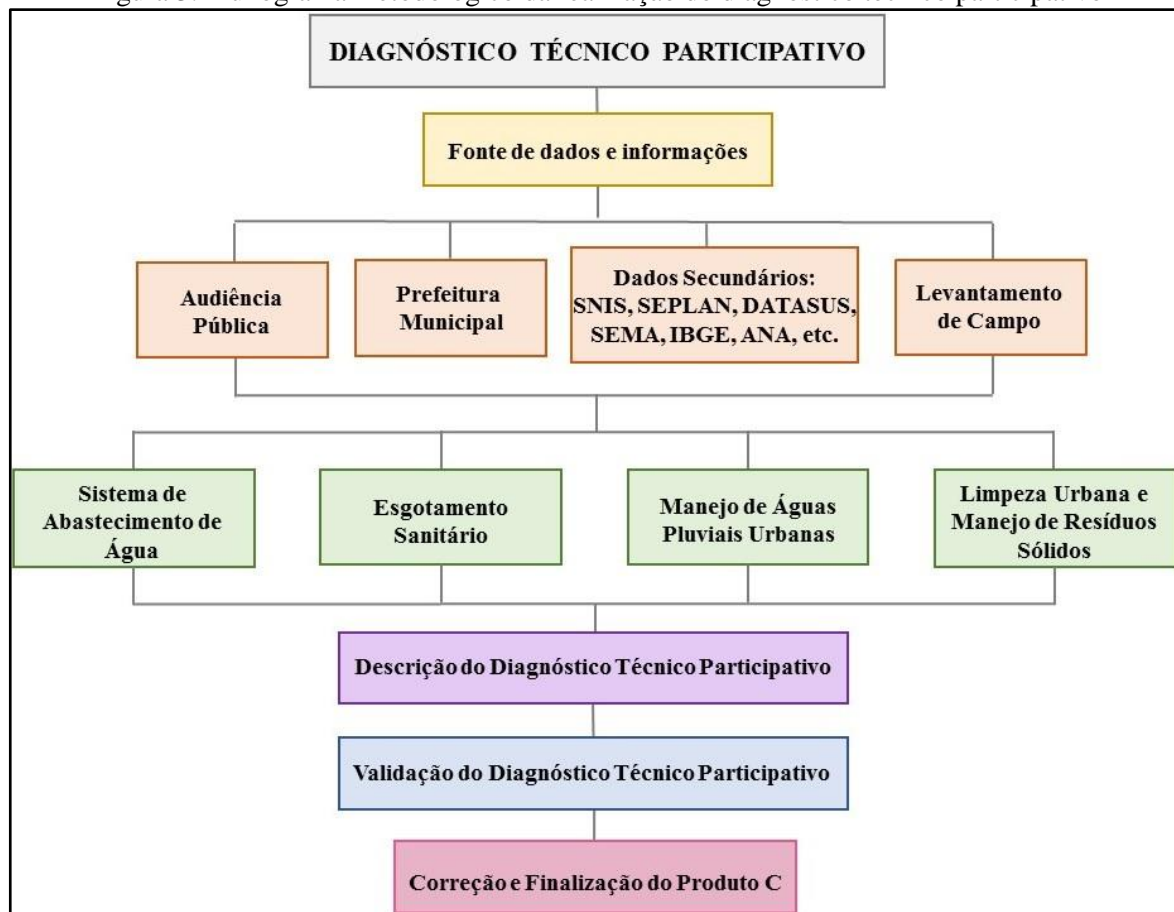 DIAGNÓSTICO TÉCNICO PARTICIPATIVO
Fonte de dados e informações
Audiência
Pública
Prefeitura
Municipal
Dados Secundários:
SNIS, SEPLAN, DATASUS,
SEMA, IBGE, ANA, etc.
Levantamento
de Campo
Sistema de
Abastecimento de
Água
Esgotamento
Sanitário
Manejo de Águas
Pluviais Urbanas
Limpeza Urbana e
Manejo de Resíduos
Sólidos
Descrição do Diagnóstico Técnico Participativo
Validação do Diagnóstico Técnico Participativo
Correção e Finalização do Produto C